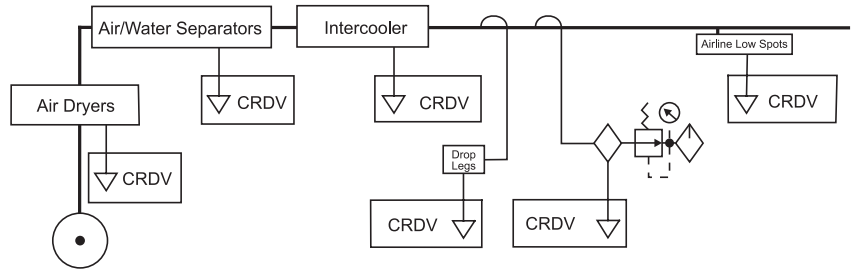 Air/Water Separators
Intercooler
Airline Low Spots
Air Dryers
CRDV
CRDV
CRDV
CRDV
Drop
Legs
CRDV
CRDV